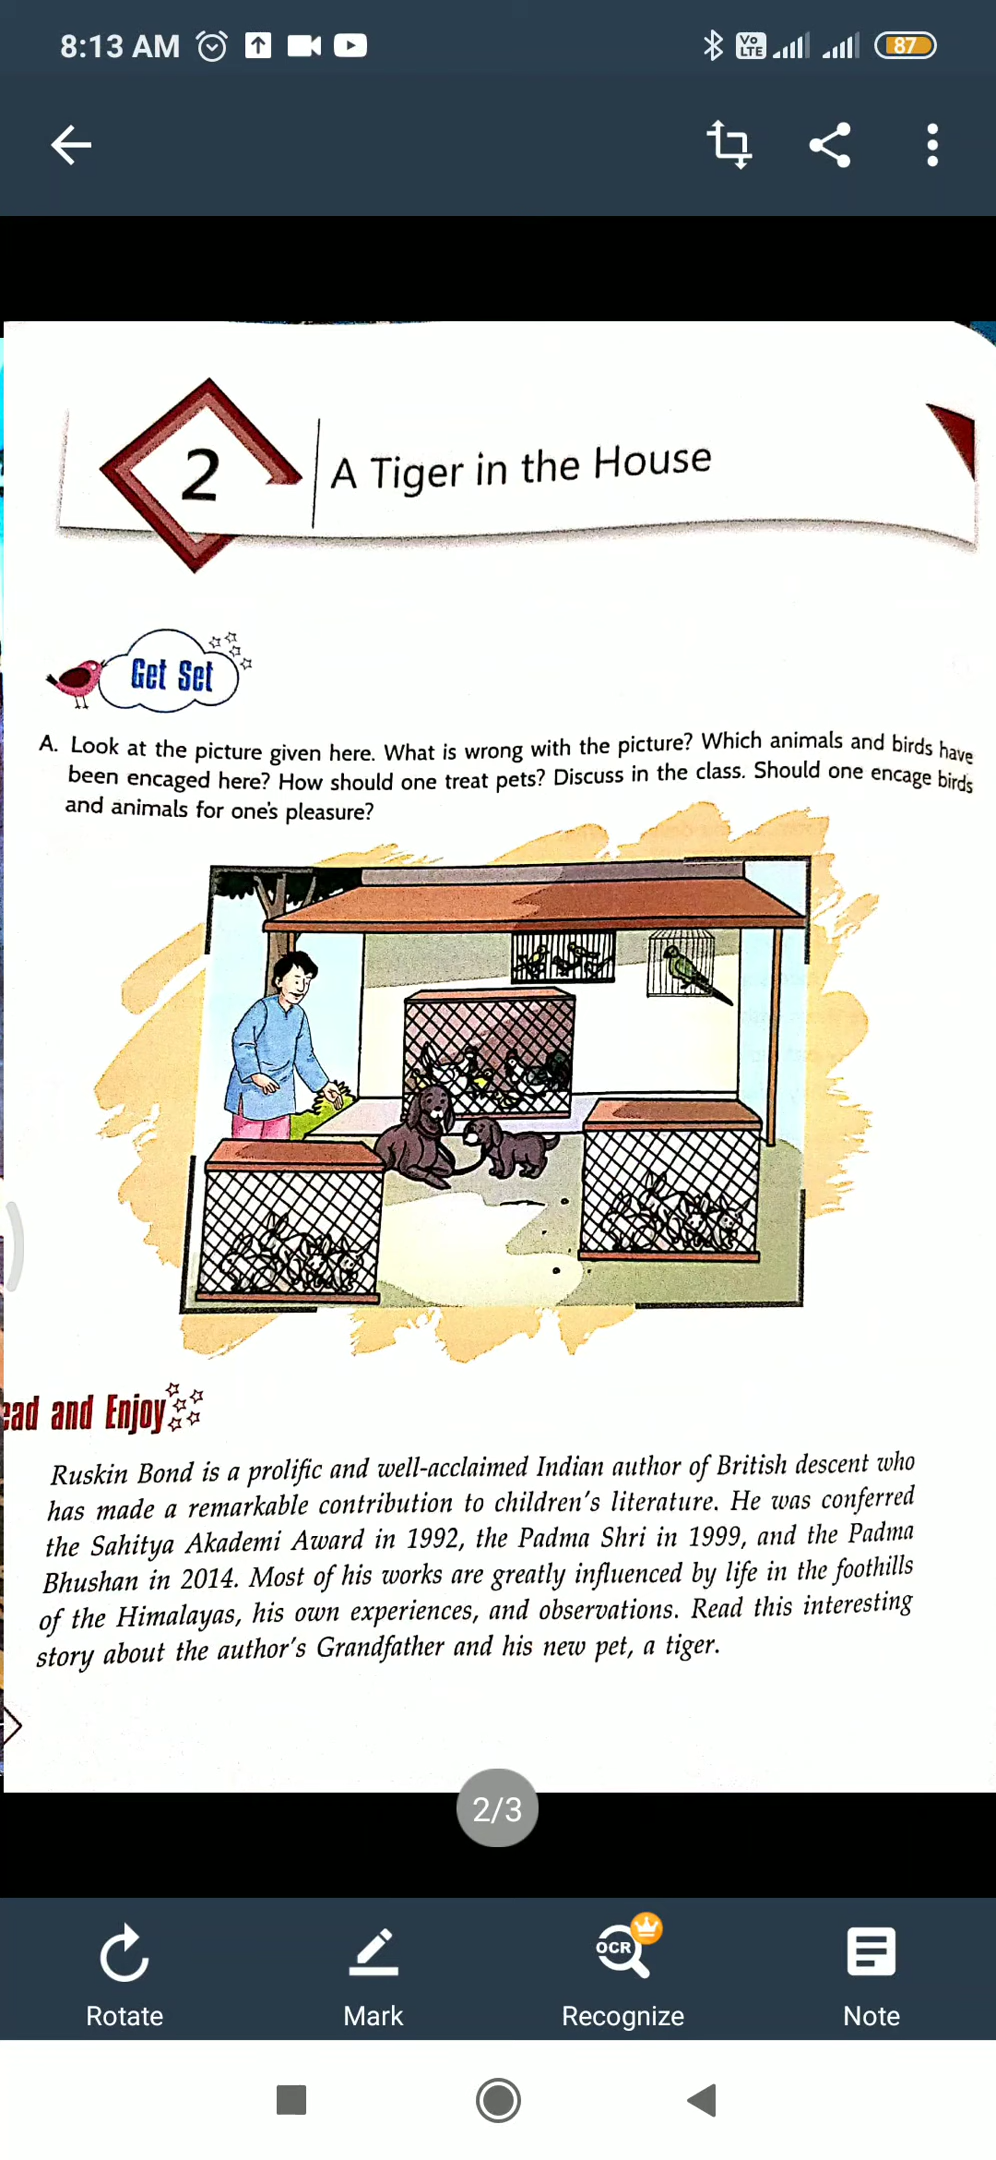 8:13 AM
Vo
LTE
87
2
A Tiger in the House
Get Set
A. Look at the picture given here. What is wrong with the picture? Which animals and birds have
been encaged here? How should one treat pets? Discuss in the class. Should one encage birds
and animals for one's pleasure?
ead and Enjoy
Ruskin Bond is a prolific and well-acclaimed Indian author of British descent who
has made a remarkable contribution to children's literature. He was conferred
the Sahitya Akademi Award in 1992, the Padma Shri in 1999, and the Padma
Bhushan in 2014. Most of his works are greatly influenced by life in the foothills
of the Himalayas, his own experiences, and observations. Read this interesting
story about the author's Grandfather and his new pet, a tiger.
2/3
OCR
Rotate
Mark
Recognize
Note